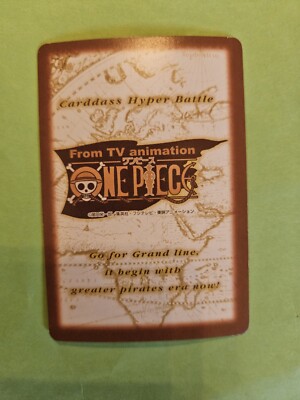 Carddass Hyper Battle
From TV animation
ワンピース
ONE PIECE
Go for Grand line.
it begin with
greater pirates era now!